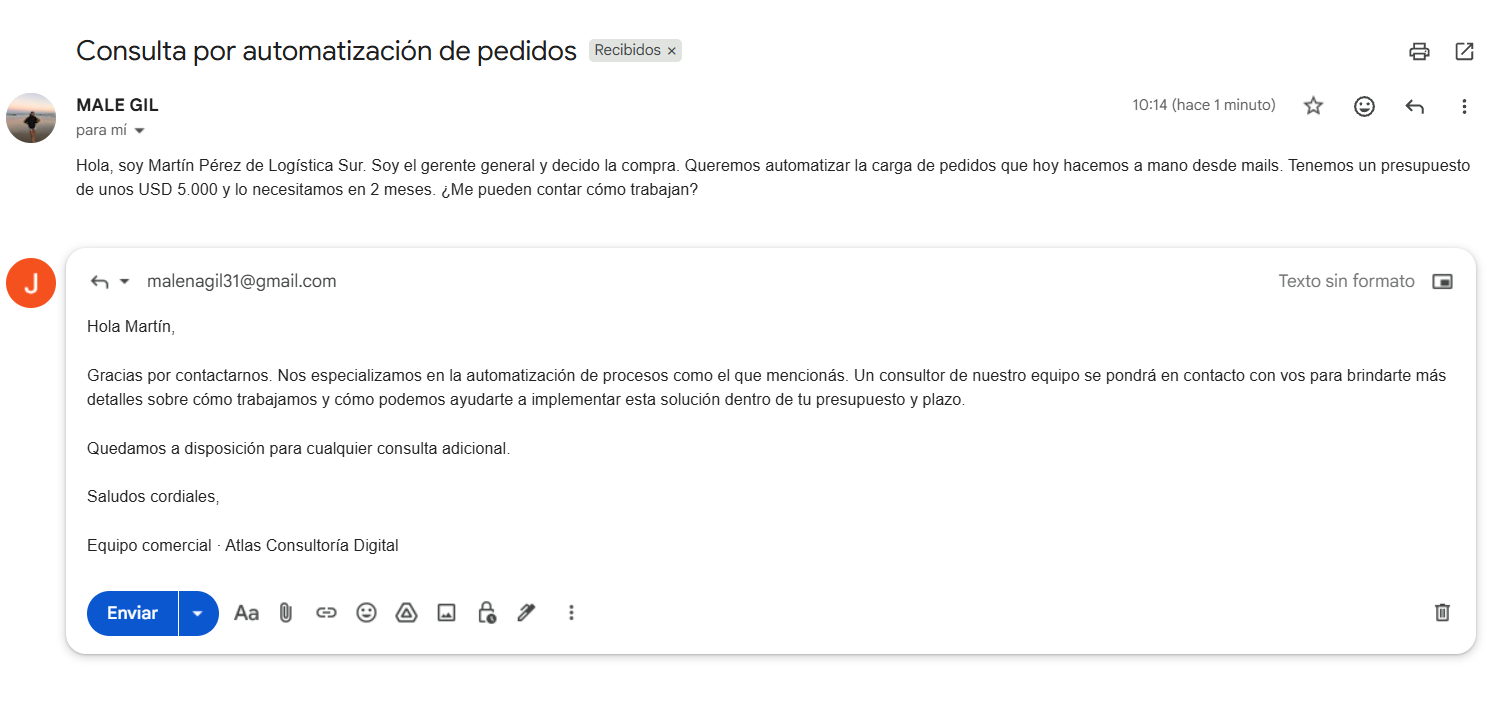 Consulta por automatización de pedidos Recibidos ×
MALE GIL 10:14 (hace 1 minuto)
para mí
Hola, soy Martín Pérez de Logística Sur. Soy el gerente general y decido la compra. Queremos automatizar la carga de pedidos que hoy hacemos a mano desde mails. Tenemos un presupuesto
de unos USD 5.000 y lo necesitamos en 2 meses. ¿Me pueden contar cómo trabajan?
J
malenagil31@gmail.com Texto sin formato
Hola Martín,
Gracias por contactarnos. Nos especializamos en la automatización de procesos como el que mencionás. Un consultor de nuestro equipo se pondrá en contacto con vos para brindarte más
detalles sobre cómo trabajamos y cómo podemos ayudarte a implementar esta solución dentro de tu presupuesto y plazo.
Quedamos a disposición para cualquier consulta adicional.
Saludos cordiales,
Equipo comercial · Atlas Consultoría Digital
Enviar Aa